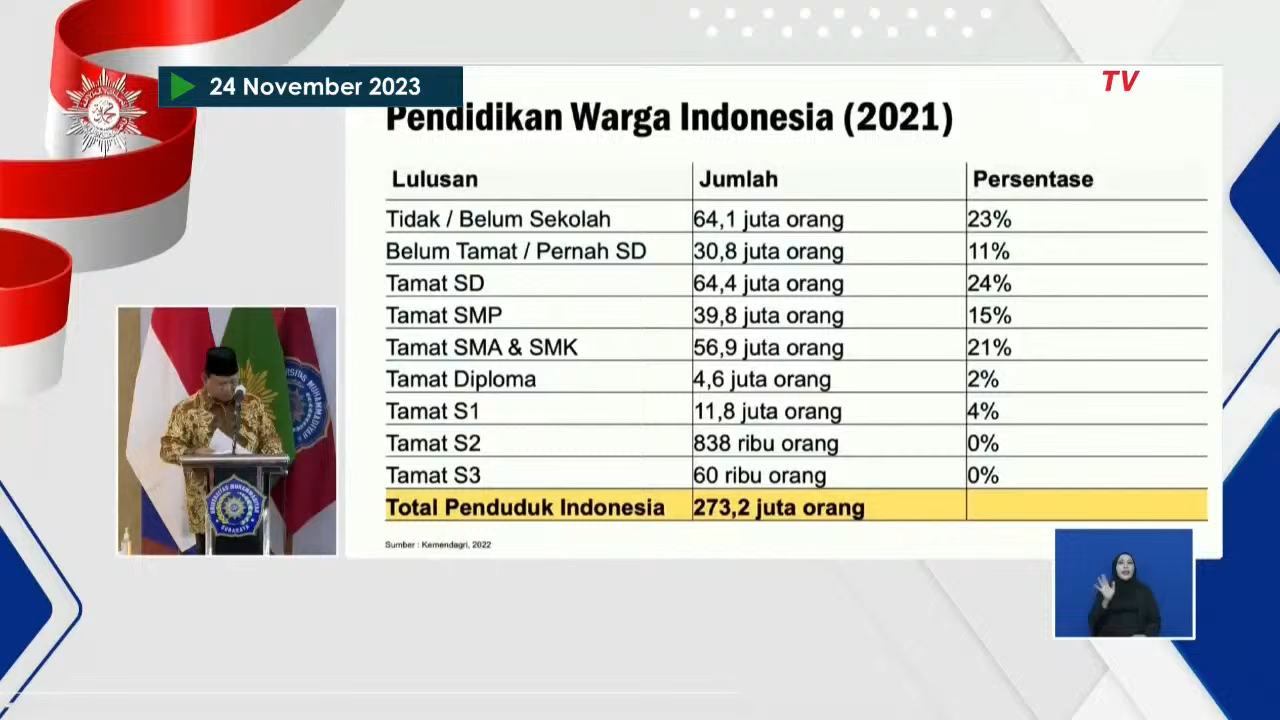 24 November 2023
TV
Pendidikan Warga Indonesia (2021)
Lulusan Jumlah Persentase
Tidak / Belum Sekolah 64,1 juta orang 23%
Belum Tamat / Pernah SD 30,8 juta orang 11%
Tamat SD 64,4 juta orang 24%
Tamat SMP 39,8 juta orang 15%
Tamat SMA & SMK 56,9 juta orang 21%
Tamat Diploma 4,6 juta orang 2%
Tamat S1 11,8 juta orang 4%
Tamat S2 838 ribu orang 0%
Tamat S3 60 ribu orang 0%
Total Penduduk Indonesia 273,2 juta orang
Sumber : Kemendagri, 2022
UNIVERSITAS MUHAMMADIYAH
SURABAYA